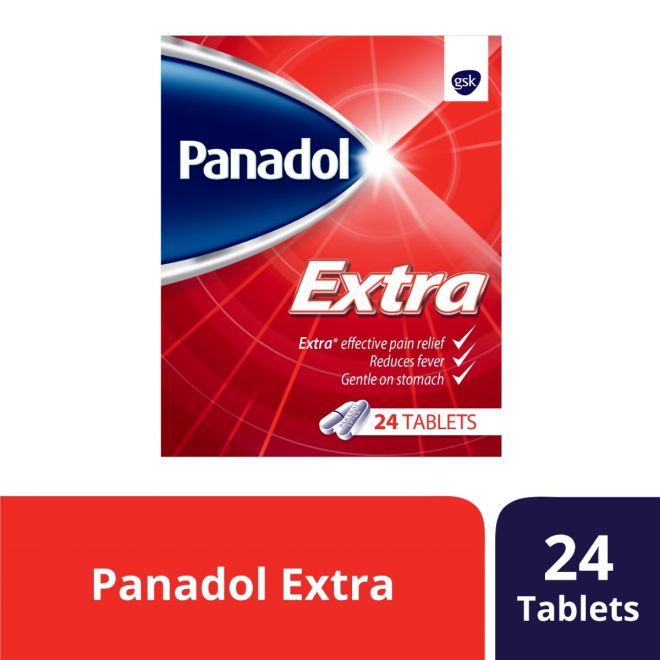 gsk
Panadol
Extra
Extra* effective pain relief
Reduces fever
Gentle on stomach
24 TABLETS
Panadol Extra
24
Tablets